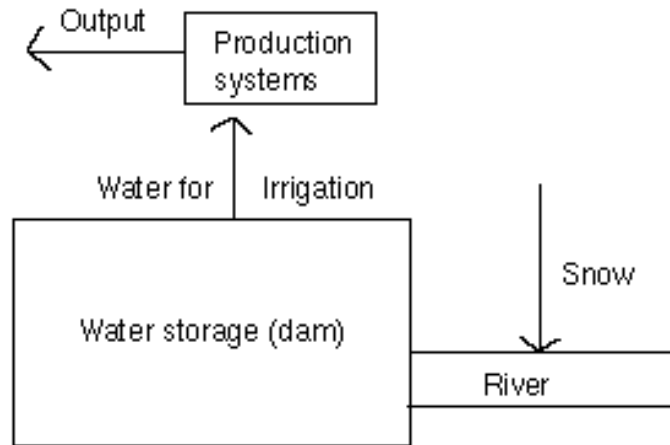 Output
Production
systems
Water for Irrigation
Snow
Water storage (dam)
River